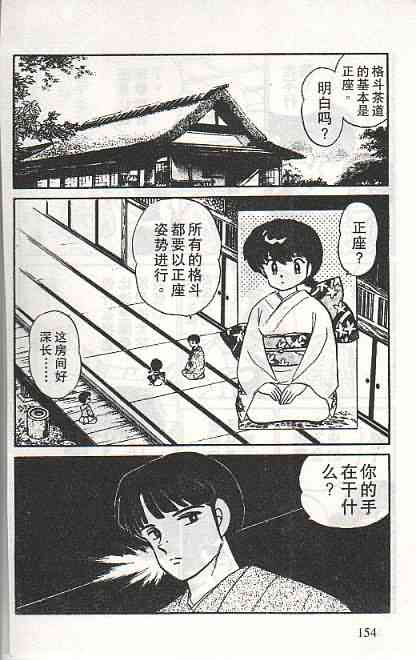 格斗茶道
的基本是
正座。
明白吗？
正座？
所有的格斗
都要以正座
姿势进行。
这房间好
深长……
你的手
在干什
么？
154